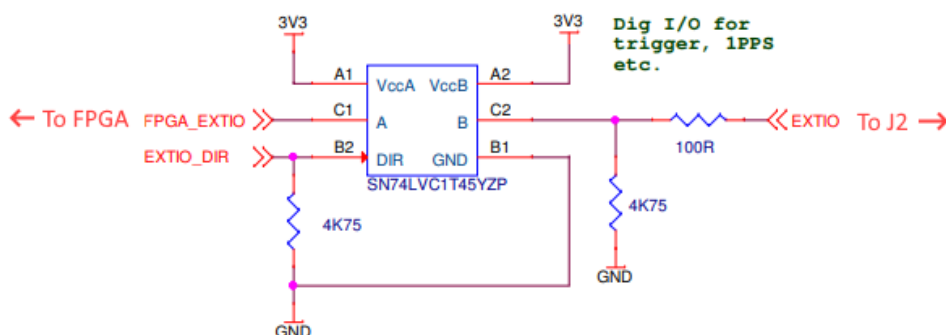 3V3
3V3
Dig I/O for
trigger, 1PPS
etc.
A1
VccA
VccB
A2
← To FPGA
FPGA_EXTIO
C1
A
B
C2
EXTIO
To J2 →
100R
EXTIO_DIR
B2
DIR
GND
B1
SN74LVC1T45YZP
4K75
4K75
GND
GND